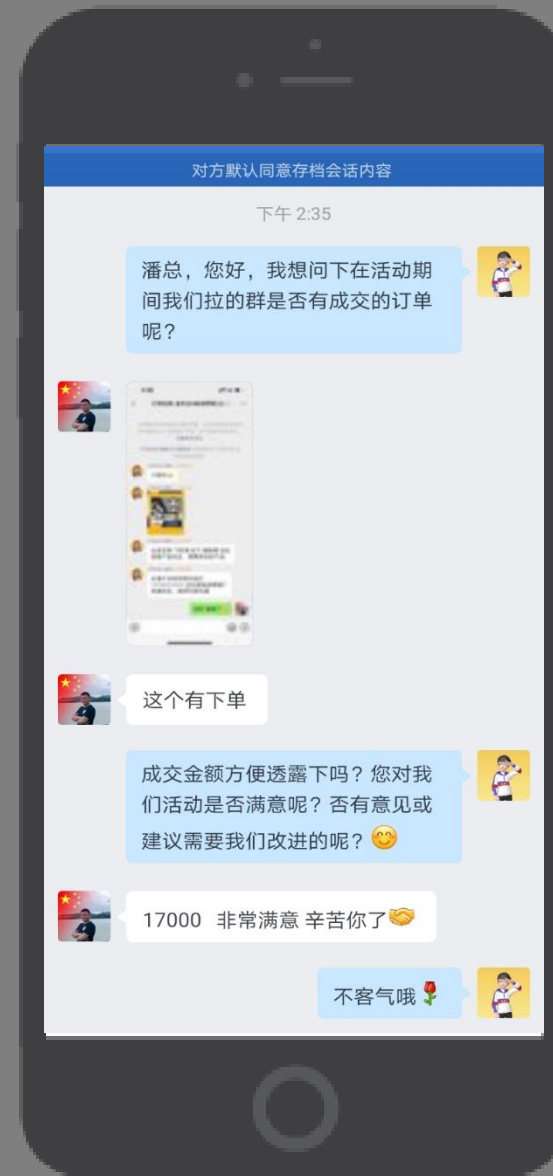 对方默认同意存档会话内容
下午 2:35
潘总，您好，我想问下在活动期
间我们拉的群是否有成交的订单
呢？
这个有下单
成交金额方便透露下吗？您对我
们活动是否满意呢？否有意见或
建议需要我们改进的呢？😊
17000 非常满意 辛苦你了🤝
不客气哦🌹